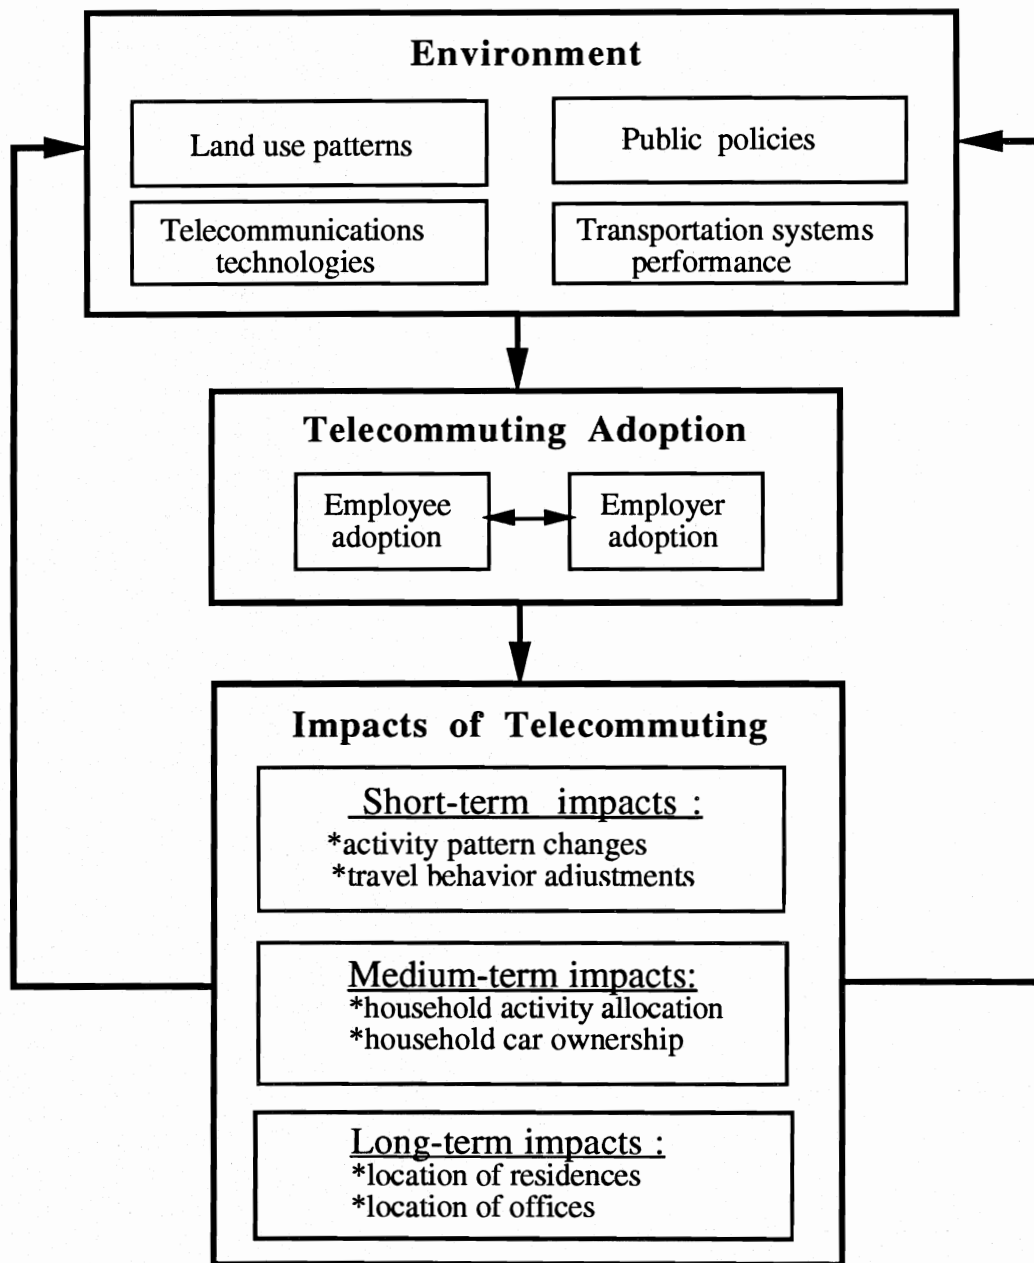 Environment
Land use patterns
Public policies
Telecommunications
technologies
Transportation systems
performance
Telecommuting Adoption
Employee
adoption
Employer
adoption
Impacts of Telecommuting
Short-term impacts :
*activity pattern changes
*travel behavior adiustments
Medium-term impacts:
*household activity allocation
*household car ownership
Long-term impacts :
*location of residences
*location of offices